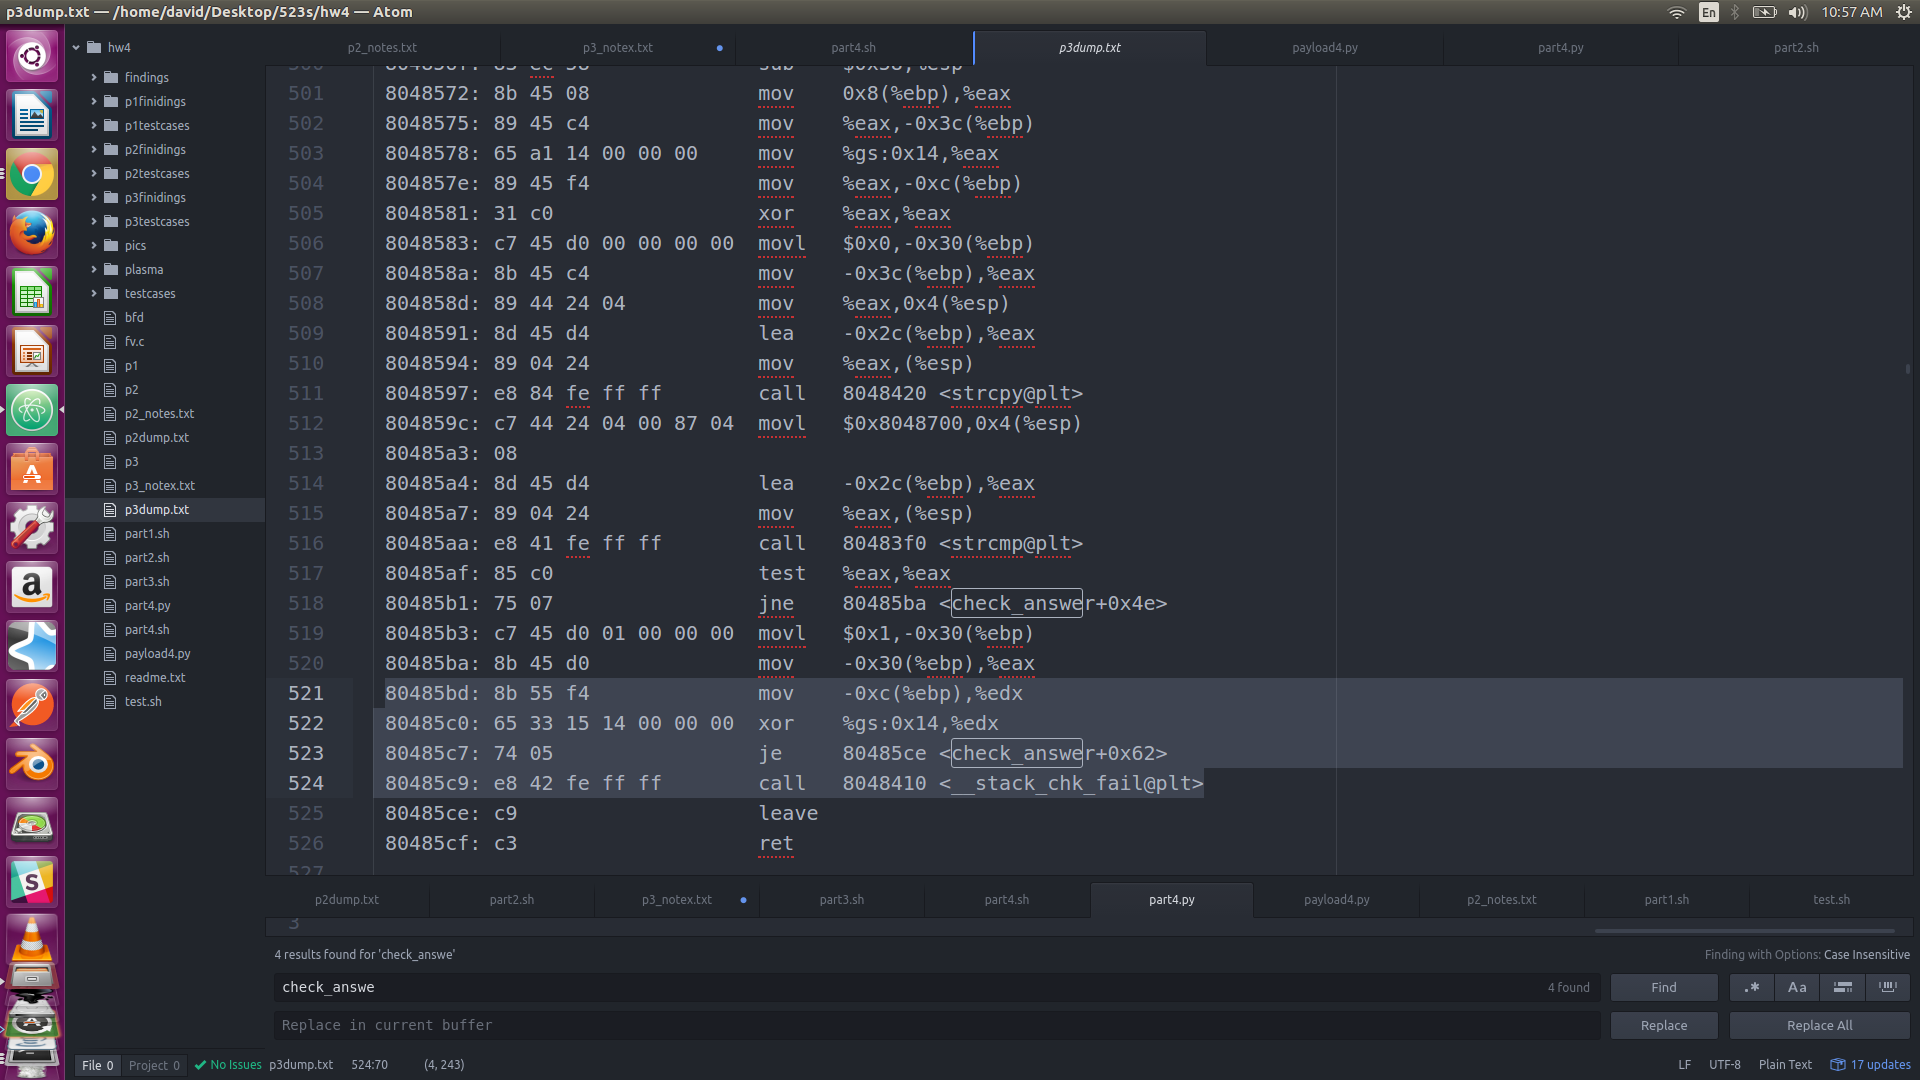 p3dump.txt — /home/david/Desktop/523s/hw4 — Atom
En
10:57 AM
hw4
findings
p1finidings
p1testcases
p2findings
p2testcases
p3finidings
p3testcases
pics
plasma
testcases
bfd
fv.c
p1
p2
p2_notes.txt
p2dump.txt
p3
p3_notex.txt
p3dump.txt
part1.sh
part2.sh
part3.sh
part4.py
part4.sh
payload4.py
readme.txt
test.sh
p2_notes.txt p3_notex.txt part4.sh p3dump.txt payload4.py part4.py part2.sh
501 8048572: 8b 45 08 mov 0x8(%ebp),%eax
502 8048575: 89 45 c4 mov %eax,-0x3c(%ebp)
503 8048578: 65 a1 14 00 00 00 mov %gs:0x14,%eax
504 804857e: 89 45 f4 mov %eax,-0xc(%ebp)
505 8048581: 31 c0 xor %eax,%eax
506 8048583: c7 45 d0 00 00 00 00 movl $0x0,-0x30(%ebp)
507 804858a: 8b 45 c4 mov -0x3c(%ebp),%eax
508 804858d: 89 44 24 04 mov %eax,0x4(%esp)
509 8048591: 8d 45 d4 lea -0x2c(%ebp),%eax
510 8048594: 89 04 24 mov %eax,(%esp)
511 8048597: e8 84 fe ff ff call 8048420 <strcpy@plt>
512 804859c: c7 44 24 04 00 87 04 movl $0x8048700,0x4(%esp)
513 80485a3: 08
514 80485a4: 8d 45 d4 lea -0x2c(%ebp),%eax
515 80485a7: 89 04 24 mov %eax,(%esp)
516 80485aa: e8 41 fe ff ff call 80483f0 <strcmp@plt>
517 80485af: 85 c0 test %eax,%eax
518 80485b1: 75 07 jne 80485ba <check_answer+0x4e>
519 80485b3: c7 45 d0 01 00 00 00 movl $0x1,-0x30(%ebp)
520 80485ba: 8b 45 d0 mov -0x30(%ebp),%eax
521 80485bd: 8b 55 f4 mov -0xc(%ebp),%edx
522 80485c0: 65 33 15 14 00 00 00 xor %gs:0x14,%edx
523 80485c7: 74 05 je 80485ce <check_answer+0x62>
524 80485c9: e8 42 fe ff ff call 8048410 <__stack_chk_fail@plt>
525 80485ce: c9 leave
526 80485cf: c3 ret
527
p2dump.txt part2.sh p3_notex.txt part3.sh part4.sh part4.py payload4.py p2_notes.txt part1.sh test.sh
3
4 results found for 'check_answe'
Finding with Options: Case Insensitive
check_answe
4 found
Find
.*
Aa
Replace in current buffer
Replace
Replace All
File 0
Project 0
No Issues
p3dump.txt
524:70
(4, 243)
LF
UTF-8
Plain Text
17 updates